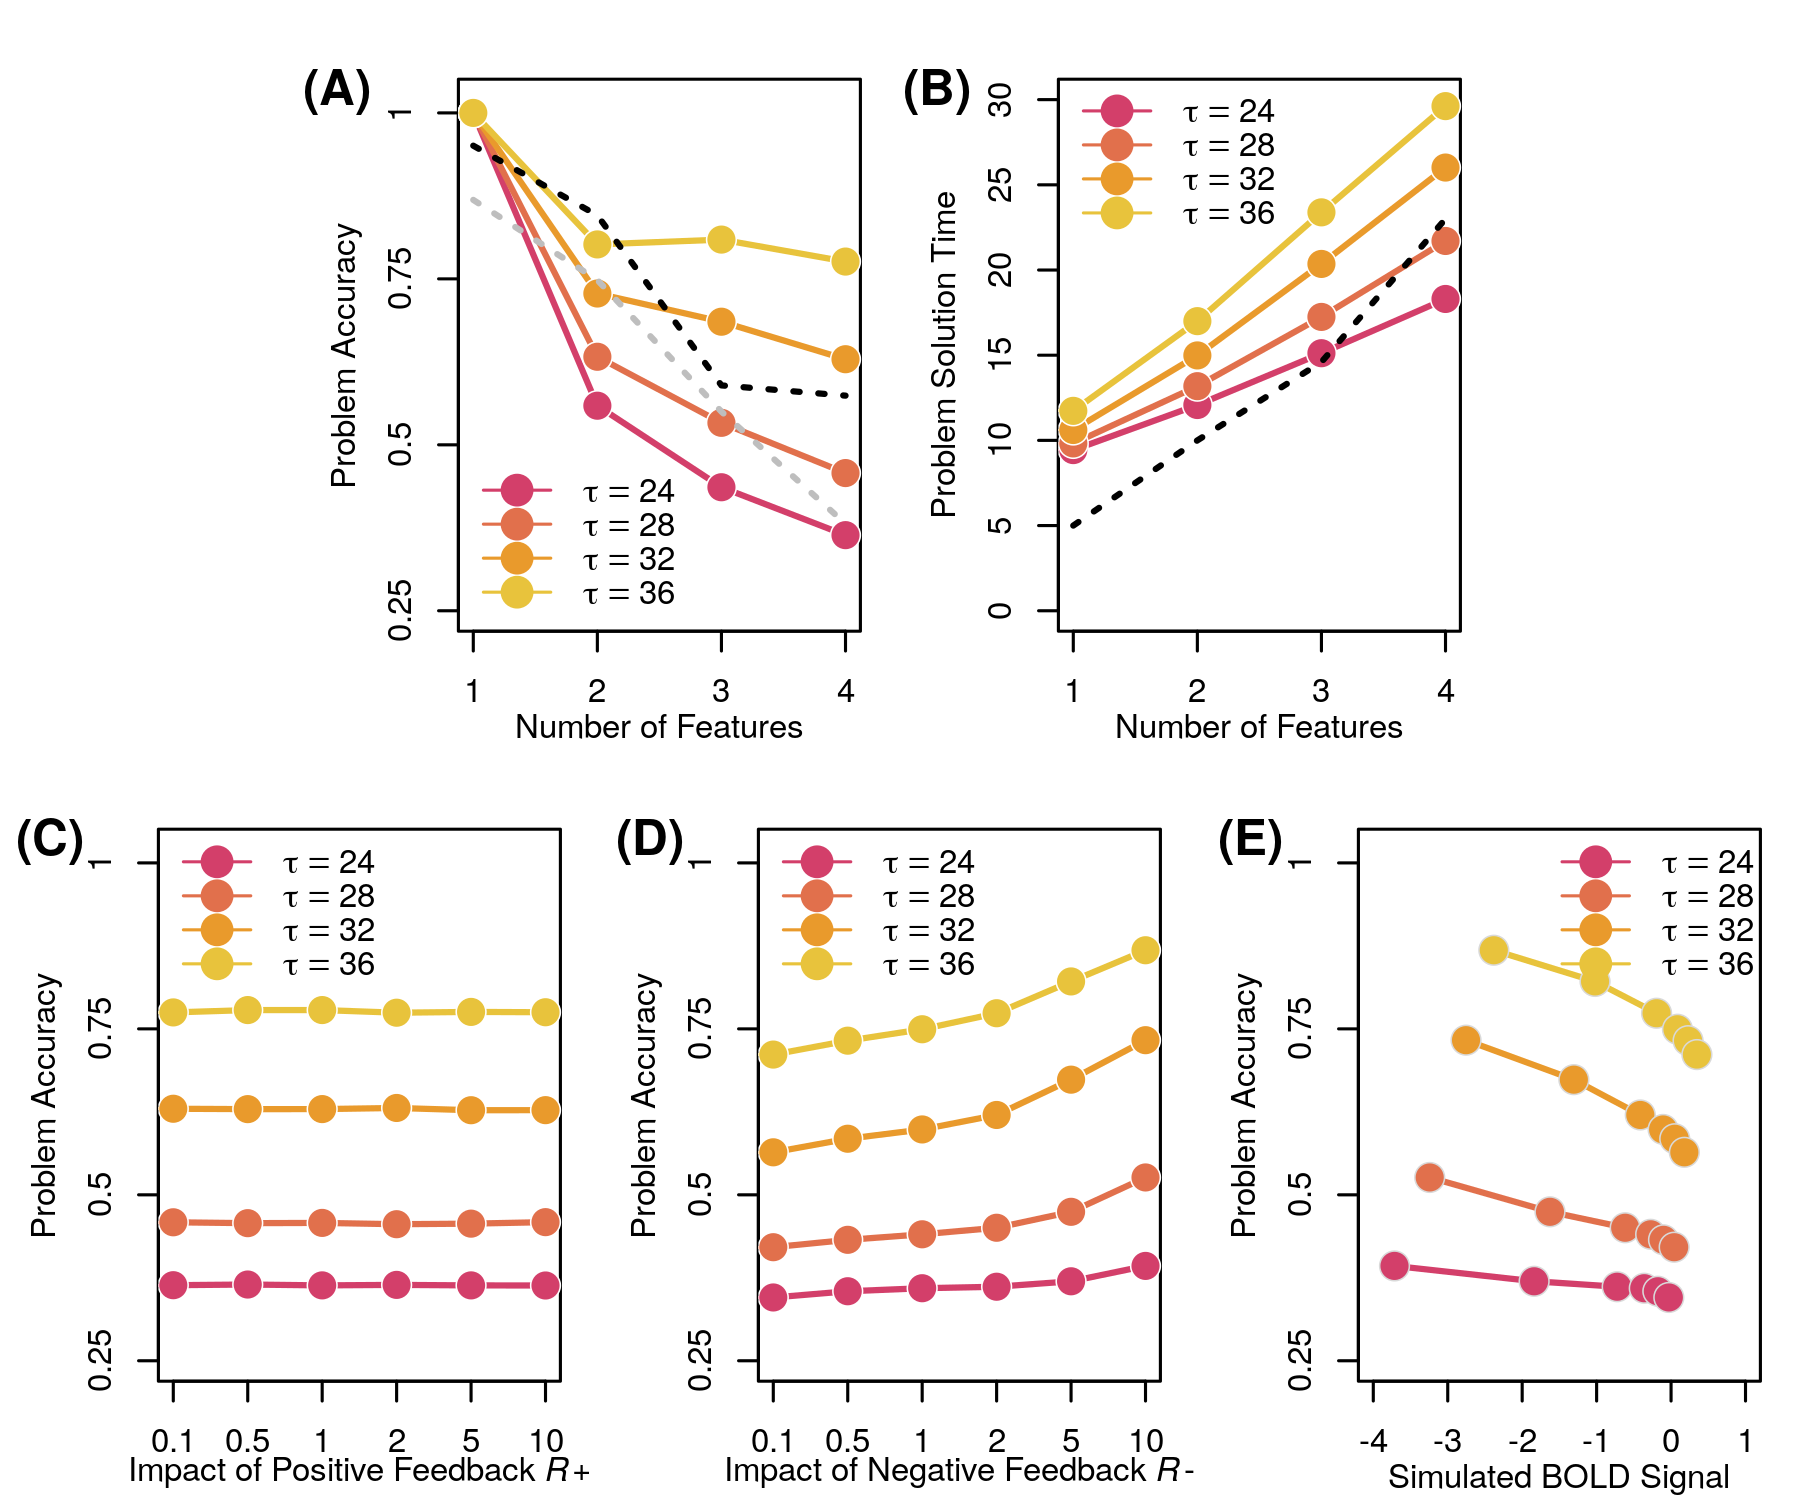 (A)
Problem Accuracy
1
0.75
0.5
0.25
τ = 24
τ = 28
τ = 32
τ = 36
1 2 3 4
Number of Features
(B)
Problem Solution Time
30
25
20
15
10
5
0
τ = 24
τ = 28
τ = 32
τ = 36
1 2 3 4
Number of Features
(C)
Problem Accuracy
1
0.75
0.5
0.25
τ = 24
τ = 28
τ = 32
τ = 36
0.1 0.5 1 2 5 10
Impact of Positive Feedback R+
(D)
Problem Accuracy
1
0.75
0.5
0.25
τ = 24
τ = 28
τ = 32
τ = 36
0.1 0.5 1 2 5 10
Impact of Negative Feedback R-
(E)
Problem Accuracy
1
0.75
0.5
0.25
τ = 24
τ = 28
τ = 32
τ = 36
-4 -3 -2 -1 0 1
Simulated BOLD Signal